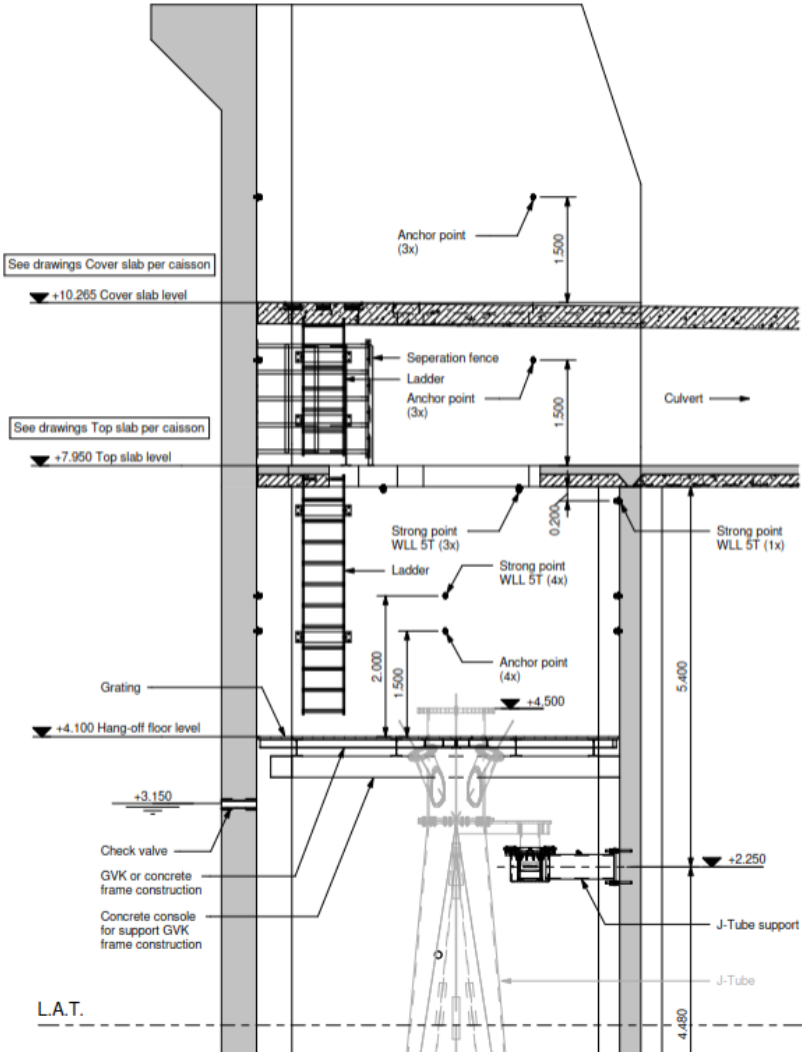 Anchor point
(3x)
1.500
See drawings Cover slab per caisson
+10.265 Cover slab level
Seperation fence
Ladder
Anchor point
(3x)
1.500
Culvert
See drawings Top slab per caisson
+7.950 Top slab level
0.200
Strong point
WLL 5T (3x)
Strong point
WLL 5T (1x)
Ladder
Strong point
WLL 5T (4x)
2.000
1.500
Anchor point
(4x)
5.400
Grating
+4,500
+4.100 Hang-off floor level
+3.150
Check valve
+2.250
GVK or concrete
frame construction
Concrete console
for support GVK
frame construction
J-Tube support
J-Tube
L.A.T.
4.480